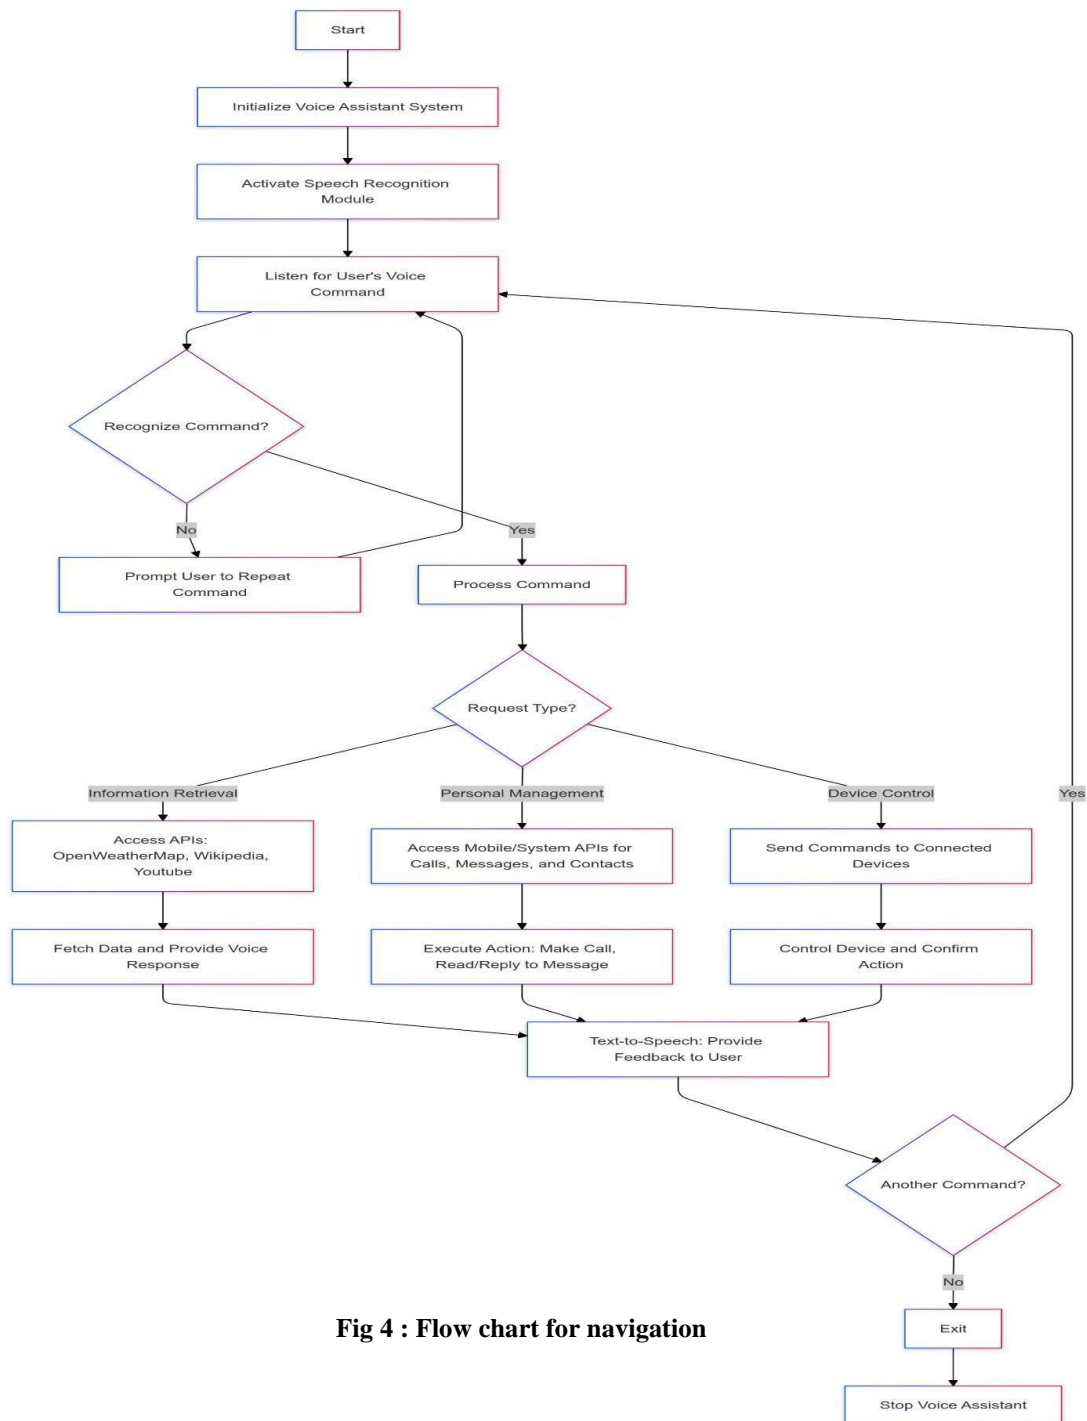 Start
Initialize Voice Assistant System
Activate Speech Recognition
Module
Listen for User's Voice
Command
Recognize Command?
No
Yes
Prompt User to Repeat
Command
Process Command
Request Type?
Information Retrieval
Personal Management
Device Control
Yes
Access APIs:
OpenWeatherMap, Wikipedia,
Youtube
Access Mobile/System APIs for
Calls, Messages, and Contacts
Send Commands to Connected
Devices
Fetch Data and Provide Voice
Response
Execute Action: Make Call,
Read/Reply to Message
Control Device and Confirm
Action
Text-to-Speech: Provide
Feedback to User
Another Command?
No
Exit
Stop Voice Assistant
Fig 4 : Flow chart for navigation